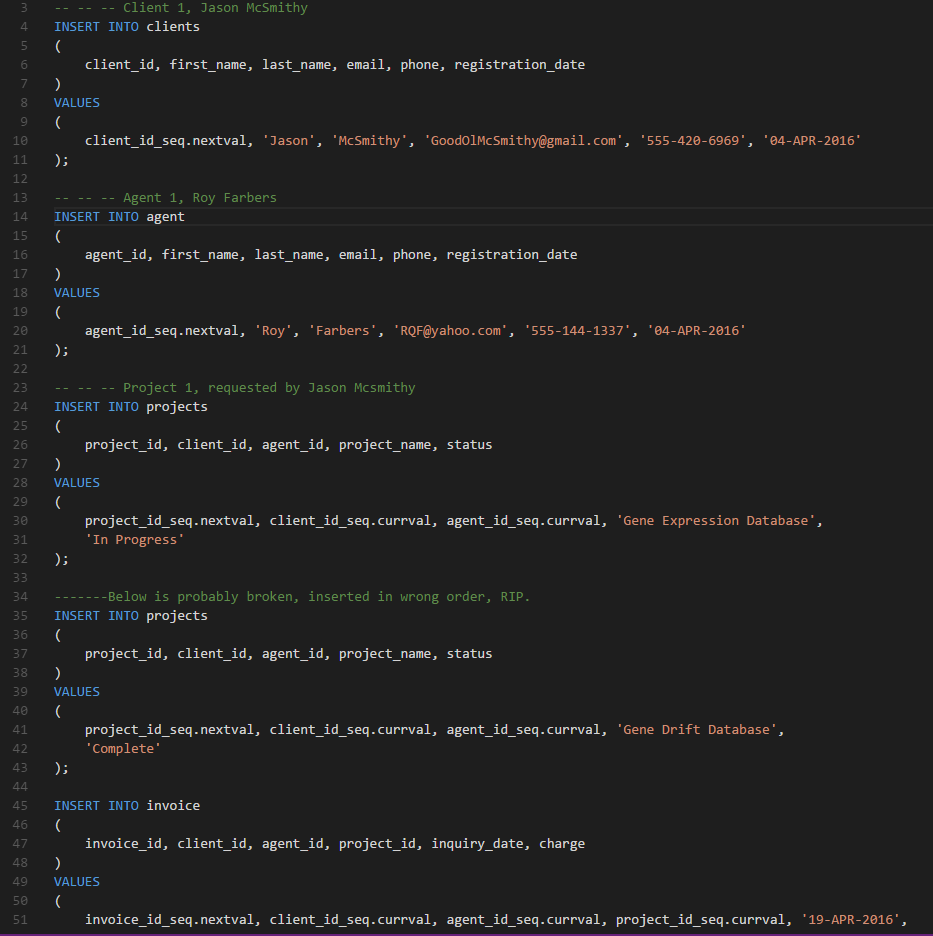 3 -- -- -- Client 1, Jason McSmithy
4 INSERT INTO clients
5 (
6 client_id, first_name, last_name, email, phone, registration_date
7 )
8 VALUES
9 (
10 client_id_seq.nextval, 'Jason', 'McSmithy', 'GoodOlMcSmithy@gmail.com', '555-420-6969', '04-APR-2016'
11 );
12
13 -- -- -- Agent 1, Roy Farbers
14 INSERT INTO agent
15 (
16 agent_id, first_name, last_name, email, phone, registration_date
17 )
18 VALUES
19 (
20 agent_id_seq.nextval, 'Roy', 'Farbers', 'RQF@yahoo.com', '555-144-1337', '04-APR-2016'
21 );
22
23 -- -- -- Project 1, requested by Jason Mcsmithy
24 INSERT INTO projects
25 (
26 project_id, client_id, agent_id, project_name, status
27 )
28 VALUES
29 (
30 project_id_seq.nextval, client_id_seq.currval, agent_id_seq.currval, 'Gene Expression Database',
31 'In Progress'
32 );
33
34 -------Below is probably broken, inserted in wrong order, RIP.
35 INSERT INTO projects
36 (
37 project_id, client_id, agent_id, project_name, status
38 )
39 VALUES
40 (
41 project_id_seq.nextval, client_id_seq.currval, agent_id_seq.currval, 'Gene Drift Database',
42 'Complete'
43 );
44
45 INSERT INTO invoice
46 (
47 invoice_id, client_id, agent_id, project_id, inquiry_date, charge
48 )
49 VALUES
50 (
51 invoice_id_seq.nextval, client_id_seq.currval, agent_id_seq.currval, project_id_seq.currval, '19-APR-2016',